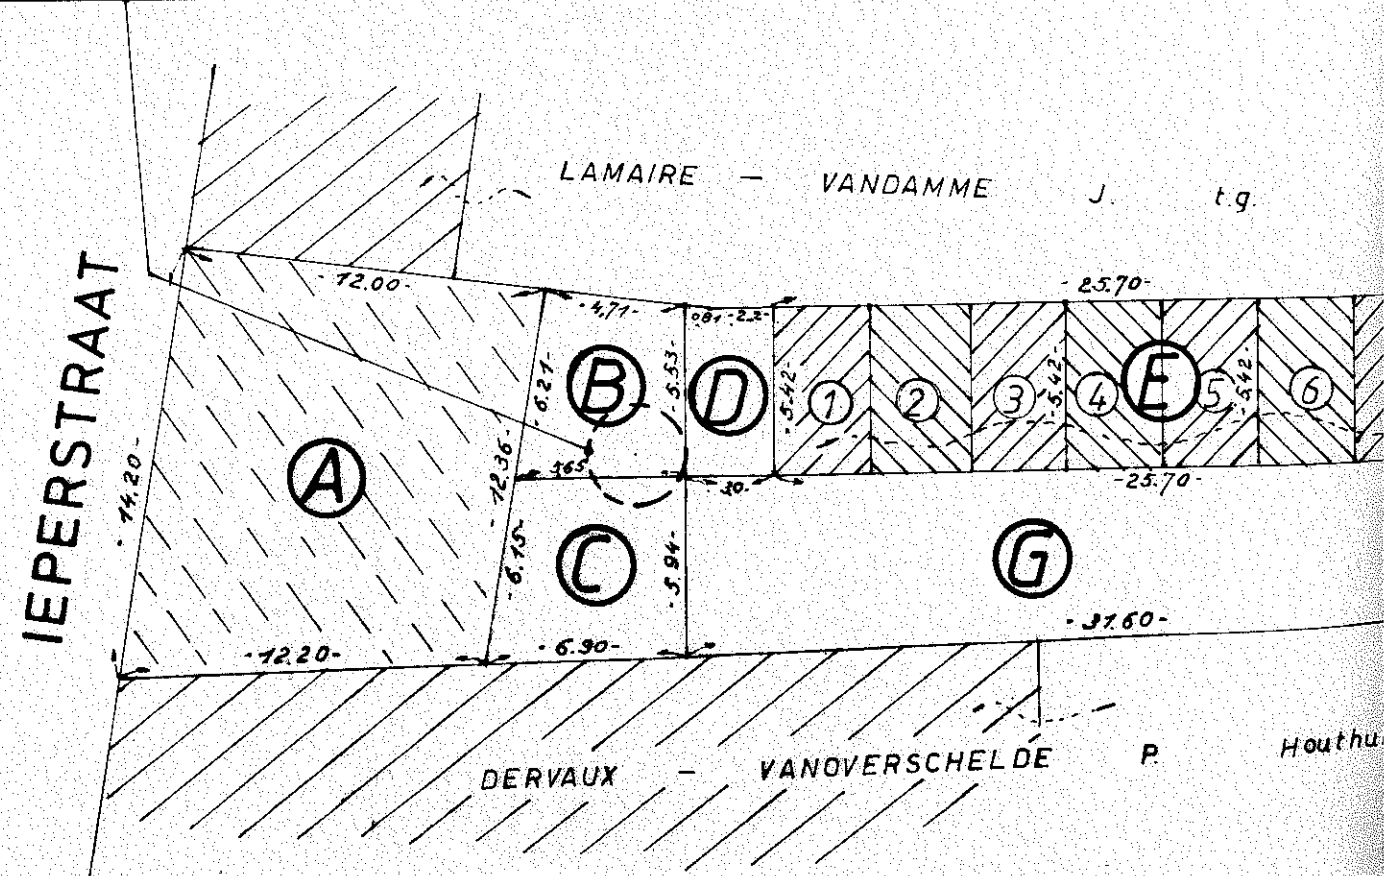 LAMAIRE — VANDAMME J. t.g.
IEPERSTRAAT
-12.00-
-4,71-
-25.70-
-14.20-
-6.21-
-5.53-
-5.42-
-5.42-
-5.42
A
B
D
E
1
2
3
4
5
6
-12.36-
365
-30.-
-25.70-
-6.15-
C
-5.94-
G
-12.20-
-6.90-
-31.60-
DERVAUX — VANOVERSCHELDE P.